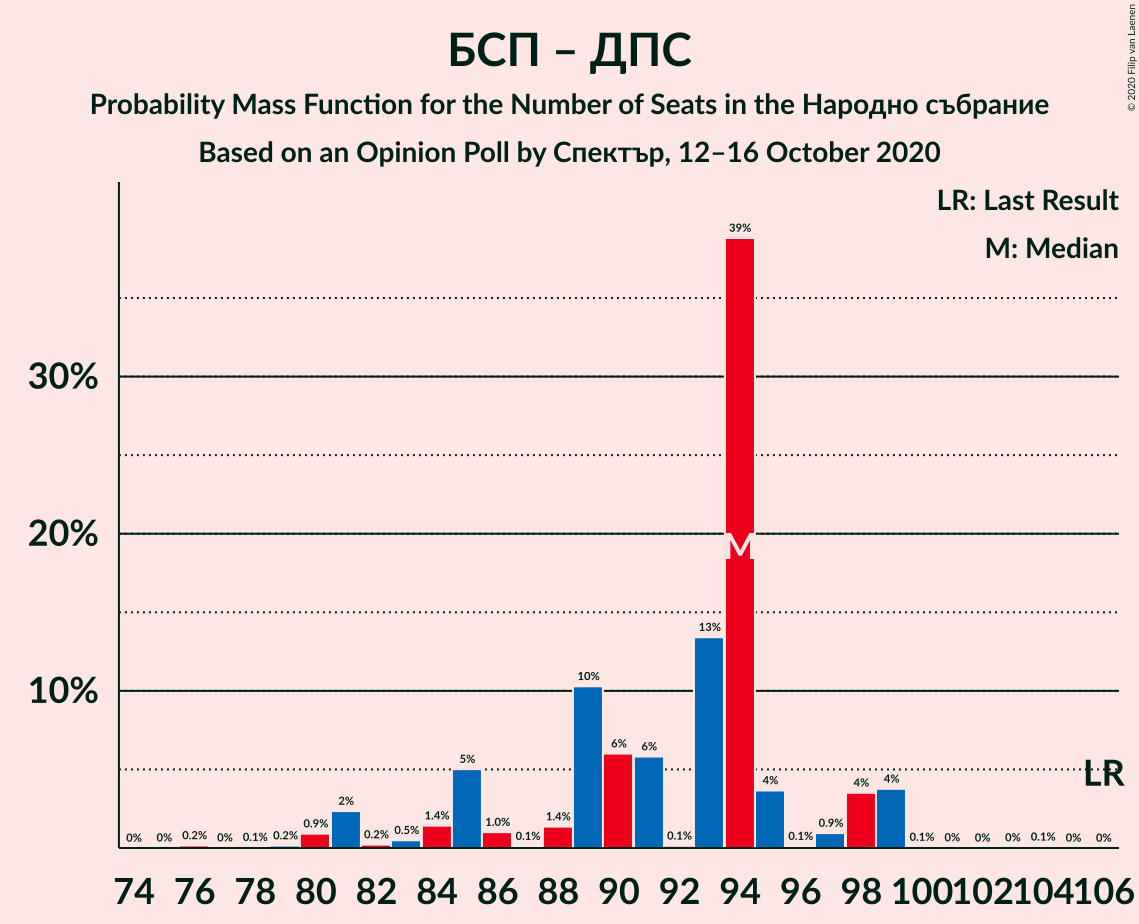 БСП – ДПС
Probability Mass Function for the Number of Seats in the Народно събрание
Based on an Opinion Poll by Спектър, 12–16 October 2020
© 2020 Filip van Laenen
LR: Last Result
M: Median
39%
30%
20%
M
13%
10%
10%
6%
6%
5%
LR
4%
4%
4%
2%
0% 0% 0.2% 0% 0.1% 0.2% 0.9% 0.2% 0.5% 1.4% 1.0% 0.1% 1.4% 0.1% 0.1% 0.9% 0.1% 0% 0% 0% 0.1% 0% 0%
74 76 78 80 82 84 86 88 90 92 94 96 98 100 102 104 106